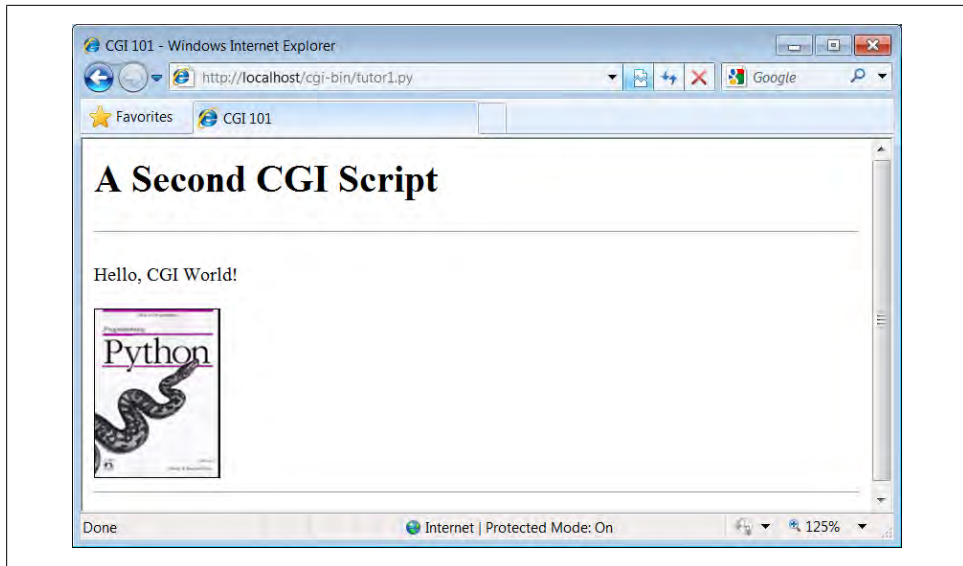 CGI 101 - Windows Internet Explorer
http://localhost/cgi-bin/tutor1.py
Google
Favorites
CGI 101
A Second CGI Script
Hello, CGI World!
Programming
Python
Done
Internet | Protected Mode: On
125%